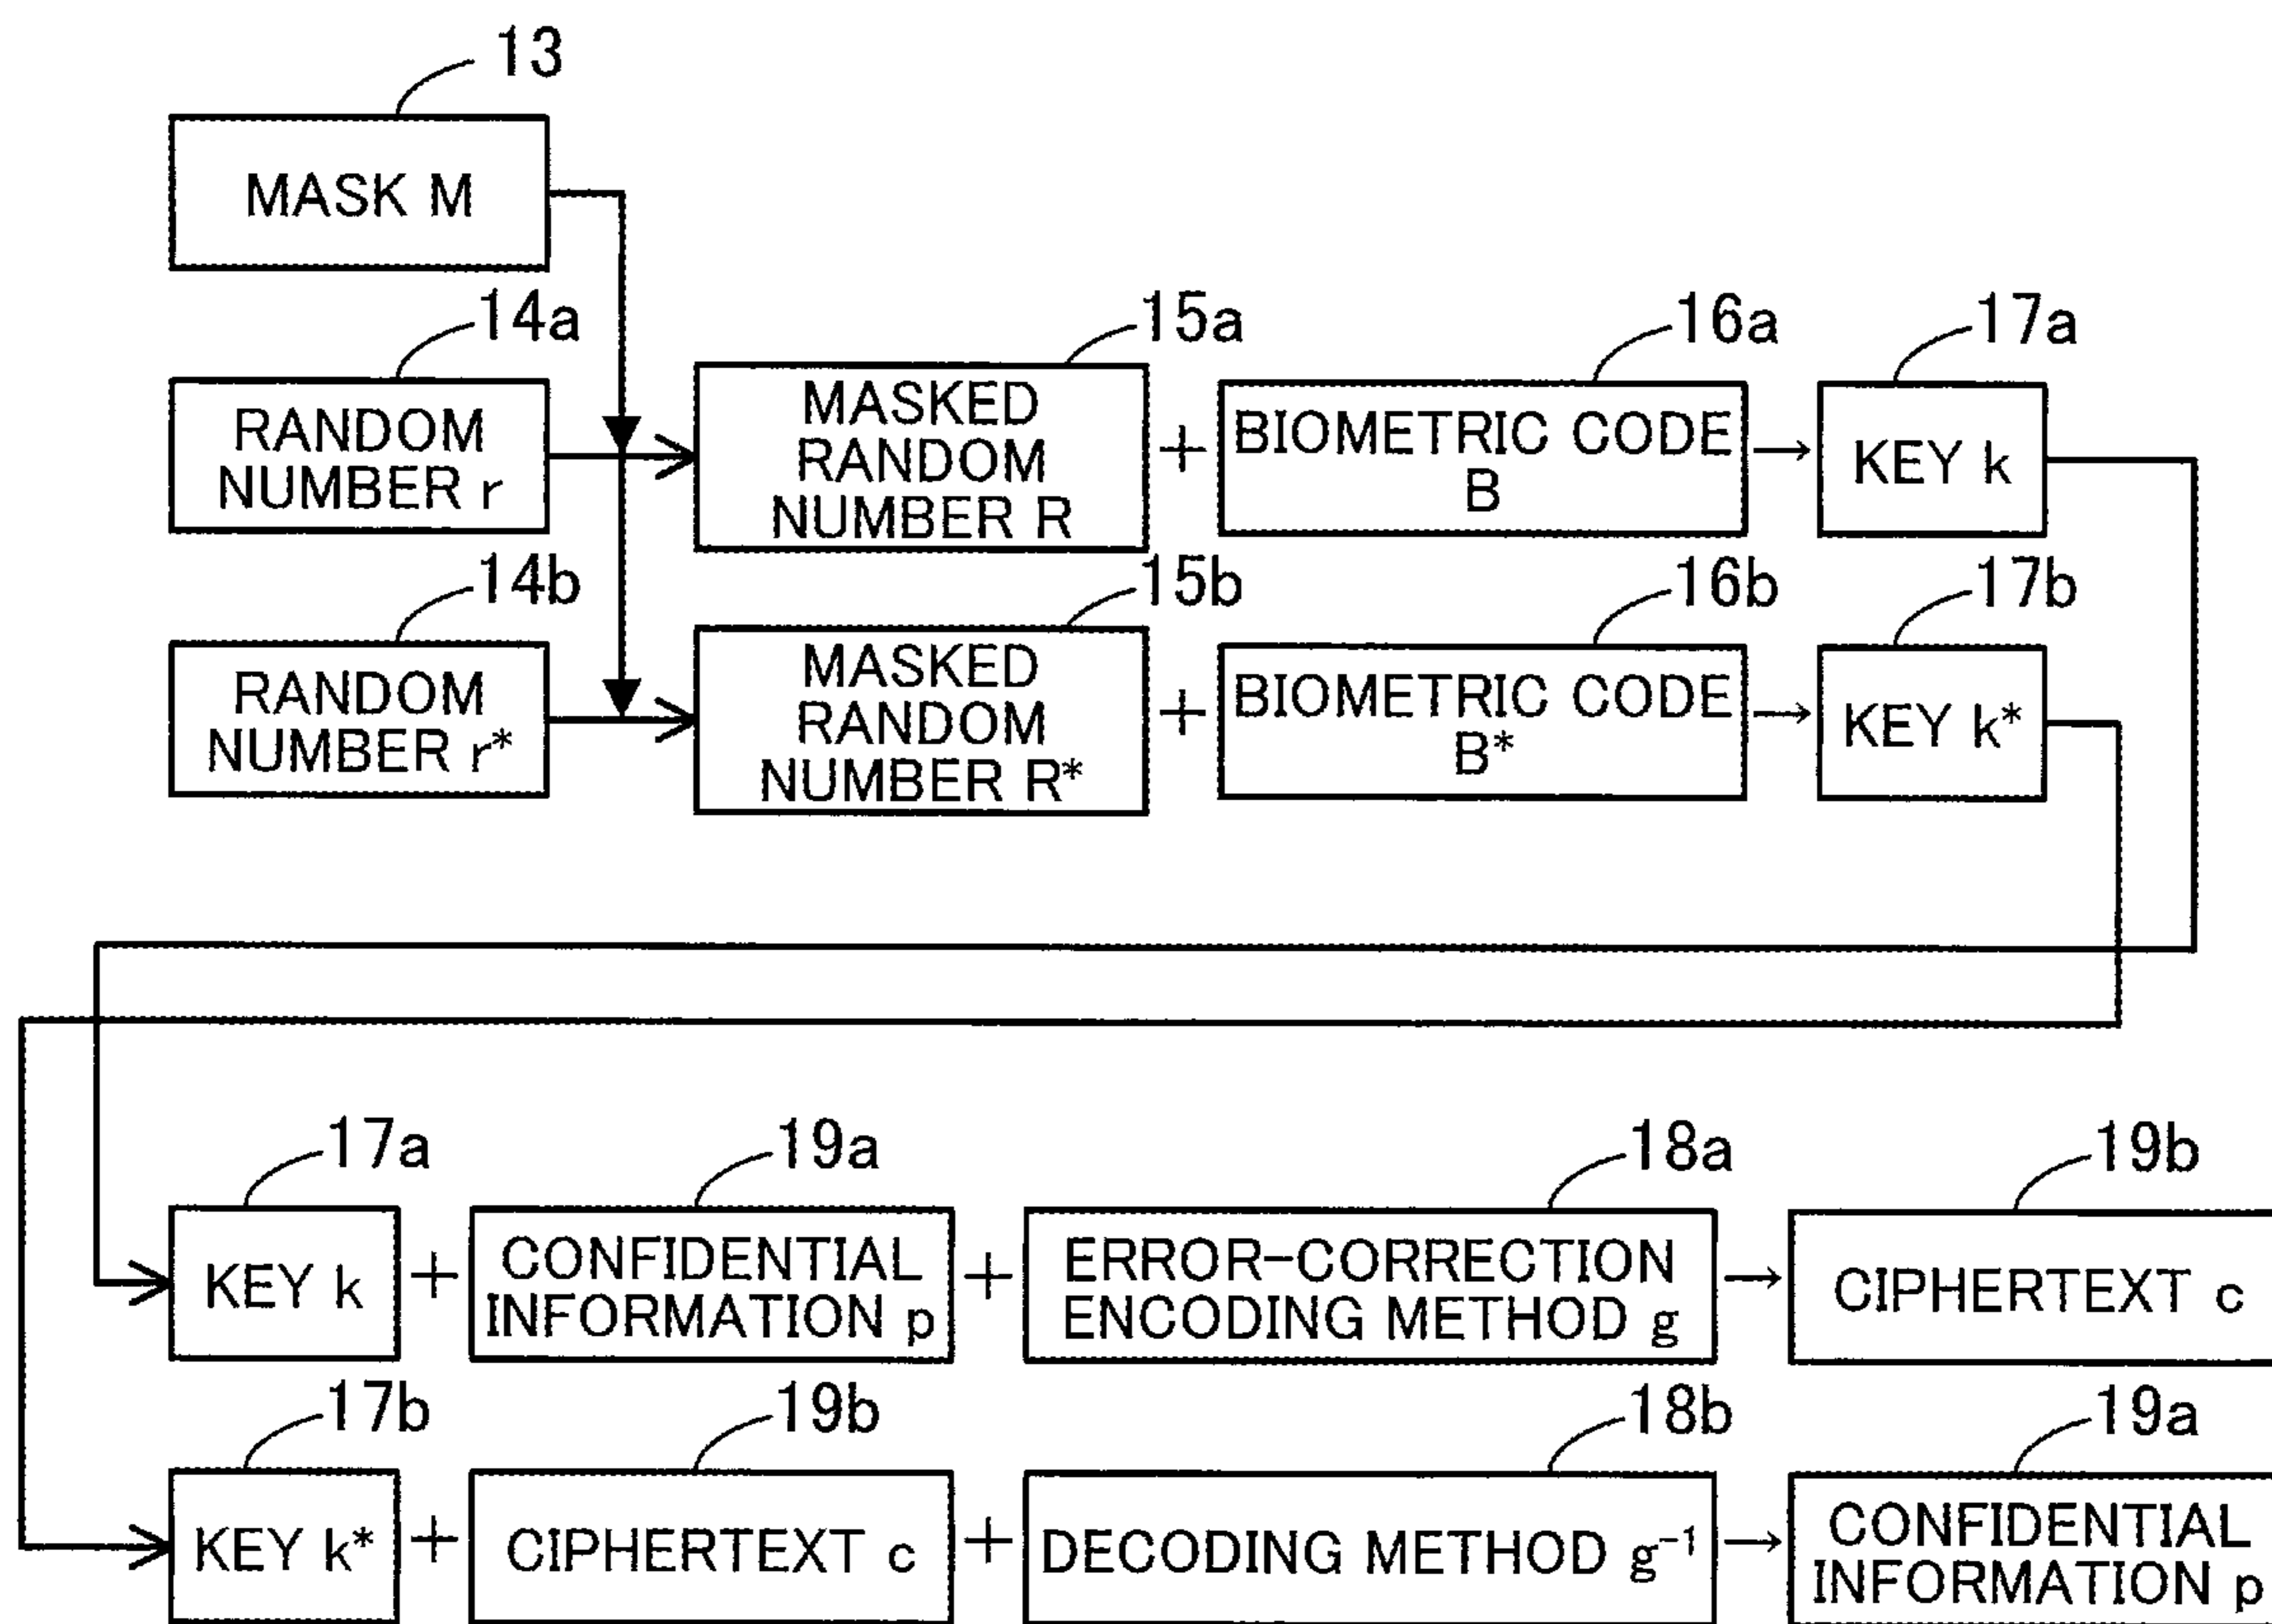 13
MASK M
14a
15a
16a
17a
RANDOM
NUMBER r
MASKED
RANDOM
NUMBER R
+
BIOMETRIC CODE
B
→
KEY k
14b
15b
16b
17b
RANDOM
NUMBER r*
MASKED
RANDOM
NUMBER R*
+
BIOMETRIC CODE
B*
→
KEY k*
17a
19a
18a
19b
KEY k
+
CONFIDENTIAL
INFORMATION p
+
ERROR-CORRECTION
ENCODING METHOD g
→
CIPHERTEXT c
17b
19b
18b
19a
KEY k*
+
CIPHERTEXT c
+
DECODING METHOD g⁻¹
→
CONFIDENTIAL
INFORMATION p